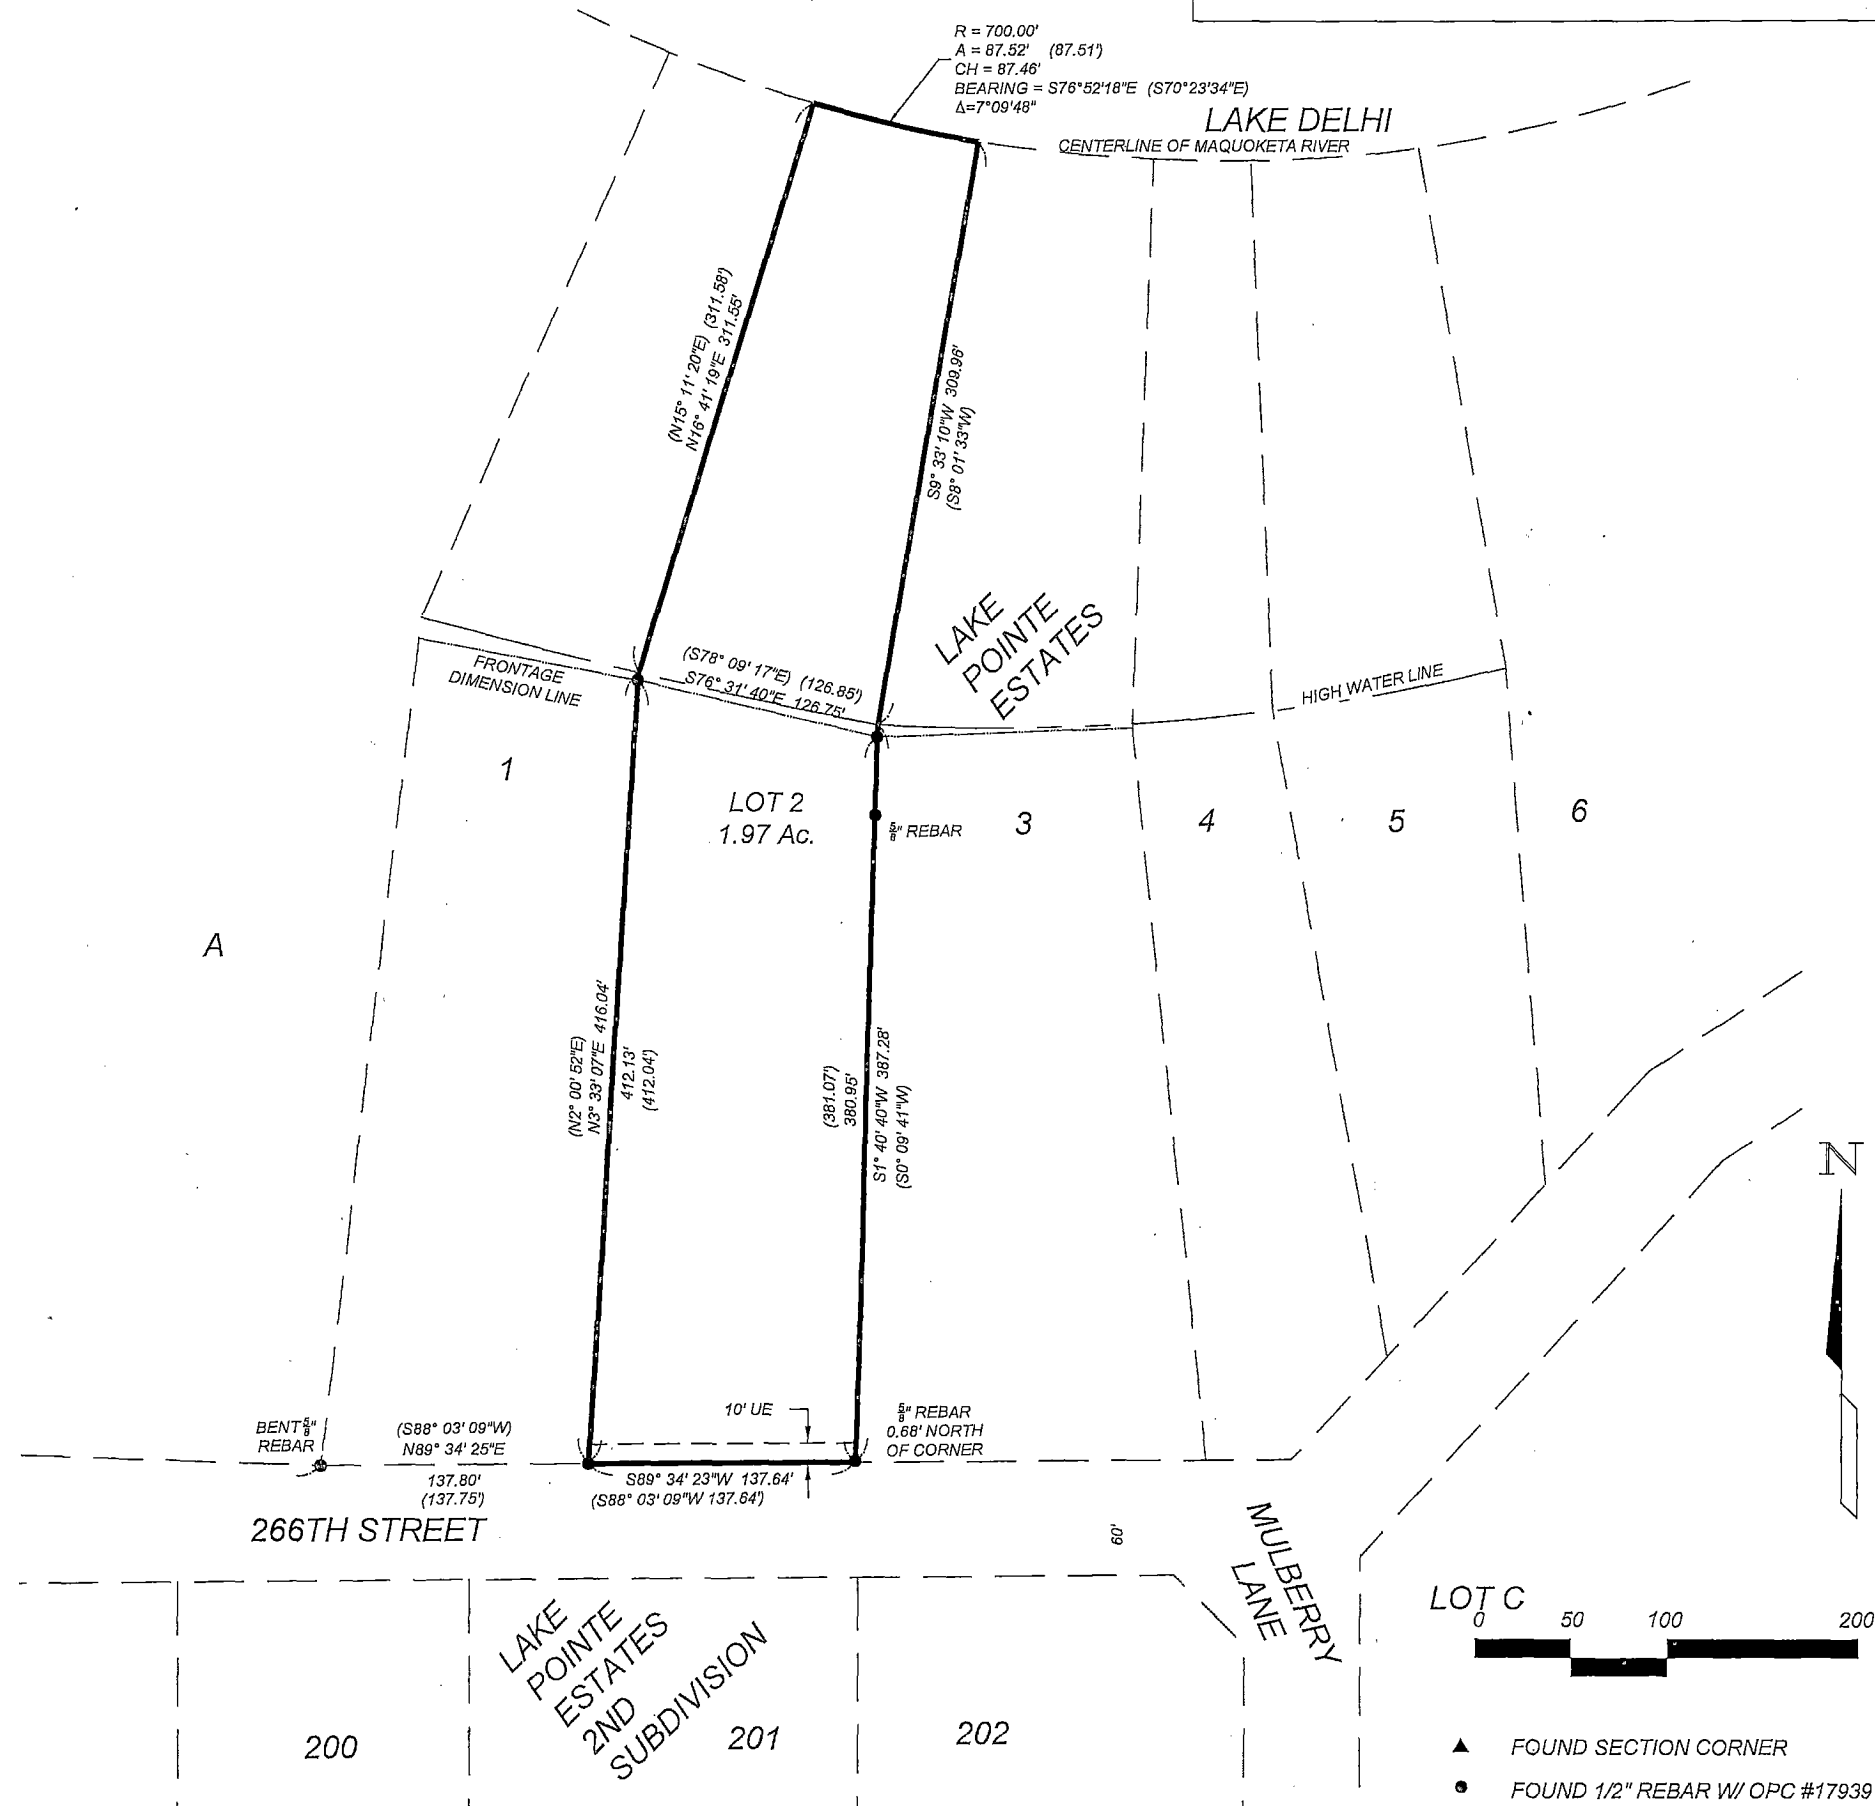 R = 700.00'
A = 87.52' (87.51')
CH = 87.46'
BEARING = S76°52'18"E (S70°23'34"E)
Δ=7°09'48"
LAKE DELHI
CENTERLINE OF MAQUOKETA RIVER
(N15° 11' 20"E) (311.58')
N16° 41' 19"E 311.55'
S9° 33' 10"W 309.96'
(S8° 01' 33"W)
LAKE
POINTE
ESTATES
(S78° 09' 17"E) (126.85')
S76° 31' 40"E 126.75'
FRONTAGE
DIMENSION LINE
HIGH WATER LINE
1
LOT 2
1.97 Ac.
5/8" REBAR
3
4
5
6
A
(N2° 00' 52"E)
N3° 33' 07"E 416.04'
412.13'
(412.04')
(381.07')
380.95'
S1° 40' 40"W 387.28'
(S0° 09' 41"W)
N
BENT 5/8"
REBAR
(S88° 03' 09"W)
N89° 34' 25"E
137.80'
(137.75')
10' UE
5/8" REBAR
0.68' NORTH
OF CORNER
S89° 34' 23"W 137.64'
(S88° 03' 09"W 137.64')
266TH STREET
60'
MULBERRY
LANE
LAKE
POINTE
ESTATES
2ND
SUBDIVISION
200
201
202
LOT C
0 50 100 200
FOUND SECTION CORNER
FOUND 1/2" REBAR W/ OPC #17939